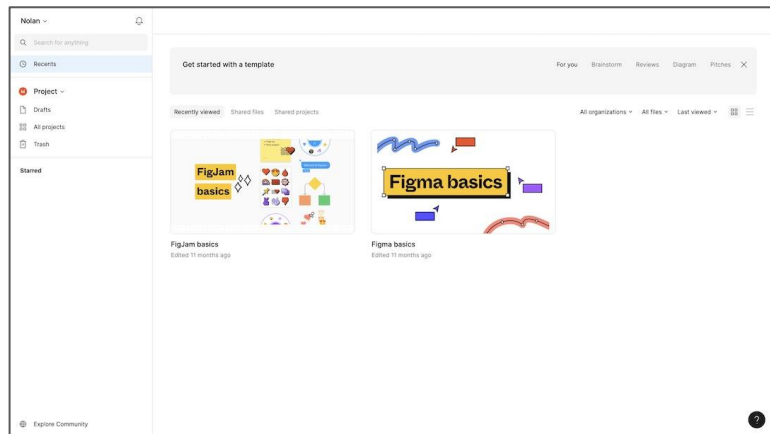 Nolan
Search for anything
Recents
Project
Drafts
All projects
Trash
Starred
Explore Community
Get started with a template
For you Brainstorm Reviews Diagram Pitches
Recently viewed Shared files Shared projects
All organizations All files Last viewed
FigJam
basics
Figma basics
FigJam basics
Edited 11 months ago
Figma basics
Edited 11 months ago
?